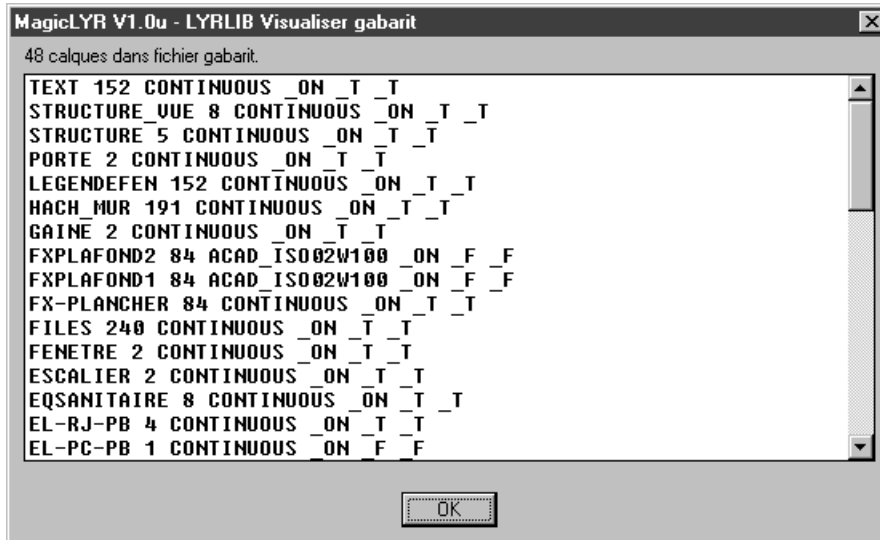 MagicLYR V1.0u - LYRLIB Visualiser gabarit
48 calques dans fichier gabarit.
TEXT 152 CONTINUOUS _ON _T _T
STRUCTURE_VUE 8 CONTINUOUS _ON _T _T
STRUCTURE 5 CONTINUOUS _ON _T _T
PORTE 2 CONTINUOUS _ON _T _T
LEGENDEFEN 152 CONTINUOUS _ON _T _T
HACH_MUR 191 CONTINUOUS _ON _T _T
GAINE 2 CONTINUOUS _ON _T _T
FXPLAFOND2 84 ACAD_ISO02W100 _ON _F _F
FXPLAFOND1 84 ACAD_ISO02W100 _ON _F _F
FX-PLANCHER 84 CONTINUOUS _ON _T _T
FILES 240 CONTINUOUS _ON _T _T
FENETRE 2 CONTINUOUS _ON _T _T
ESCALIER 2 CONTINUOUS _ON _T _T
EQSANITAIRE 8 CONTINUOUS _ON _T _T
EL-RJ-PB 4 CONTINUOUS _ON _T _T
EL-PC-PB 1 CONTINUOUS _ON _F _F
OK